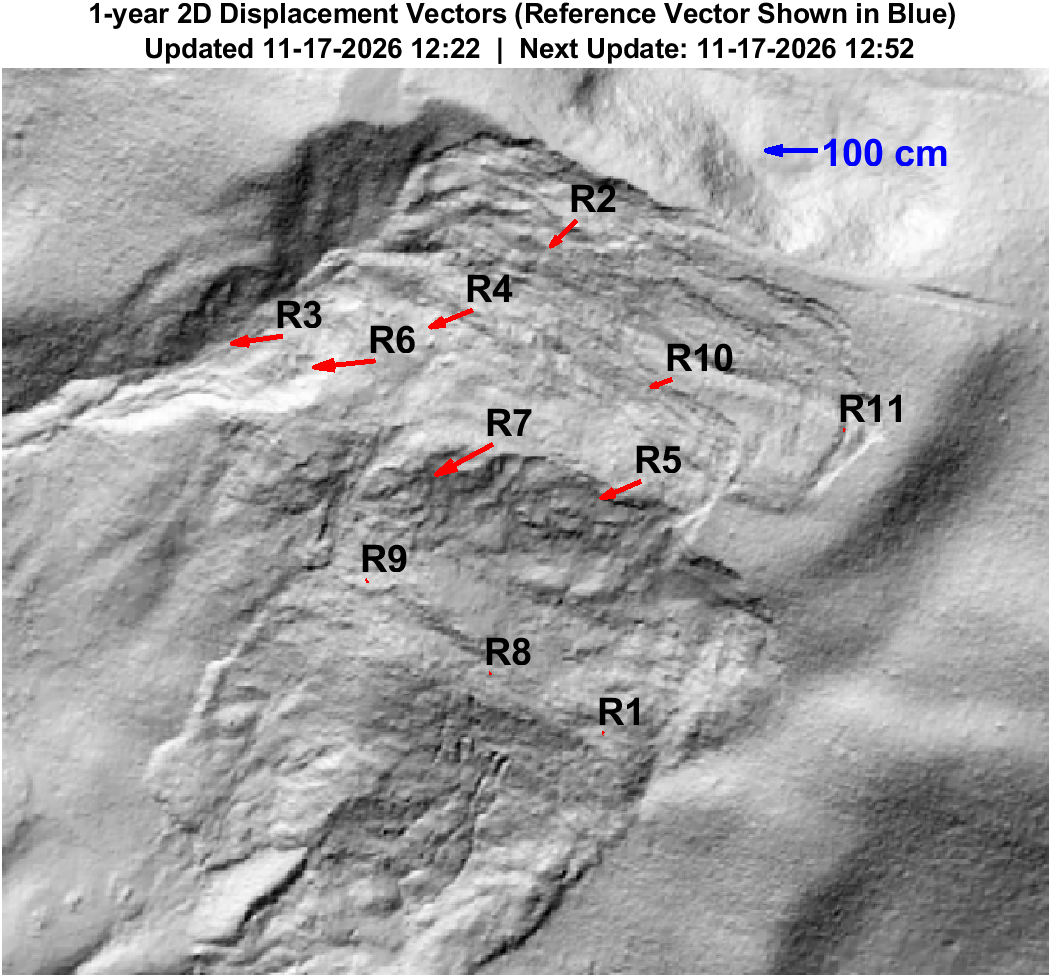 1-year 2D Displacement Vectors (Reference Vector Shown in Blue)
Updated 11-17-2026 12:22 | Next Update: 11-17-2026 12:52
100 cm
R2
R4
R3
R6
R10
R11
R7
R5
R9
R8
R1